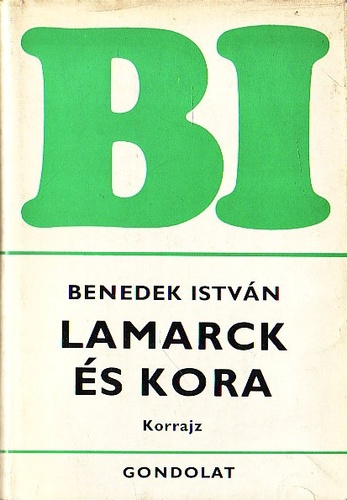 BI
BENEDEK ISTVÁN
LAMARCK
ÉS KORA
Korrajz
GONDOLAT